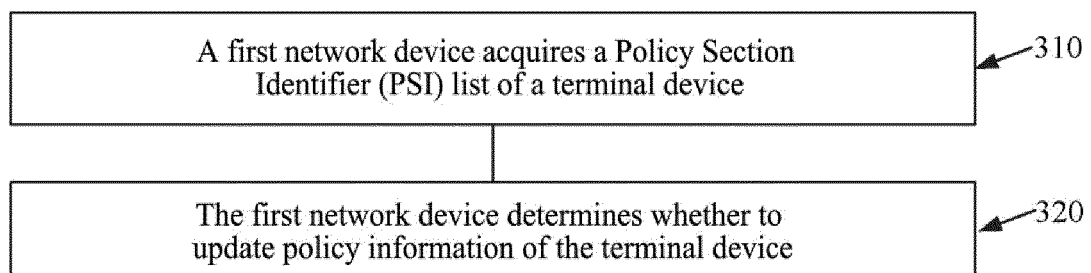 A first network device acquires a Policy Section
Identifier (PSI) list of a terminal device
310
The first network device determines whether to
update policy information of the terminal device
320